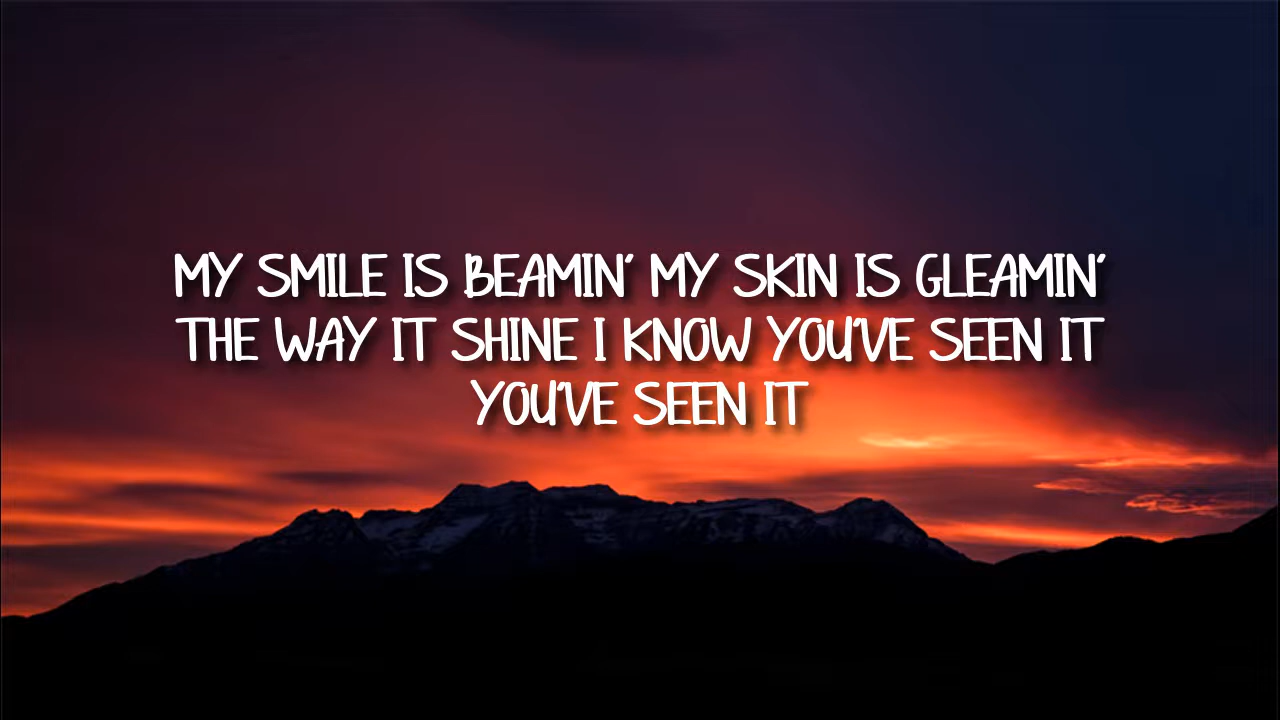 MY SMILE IS BEAMIN' MY SKIN IS GLEAMIN'
THE WAY IT SHINE I KNOW YOU'VE SEEN IT
YOU'VE SEEN IT